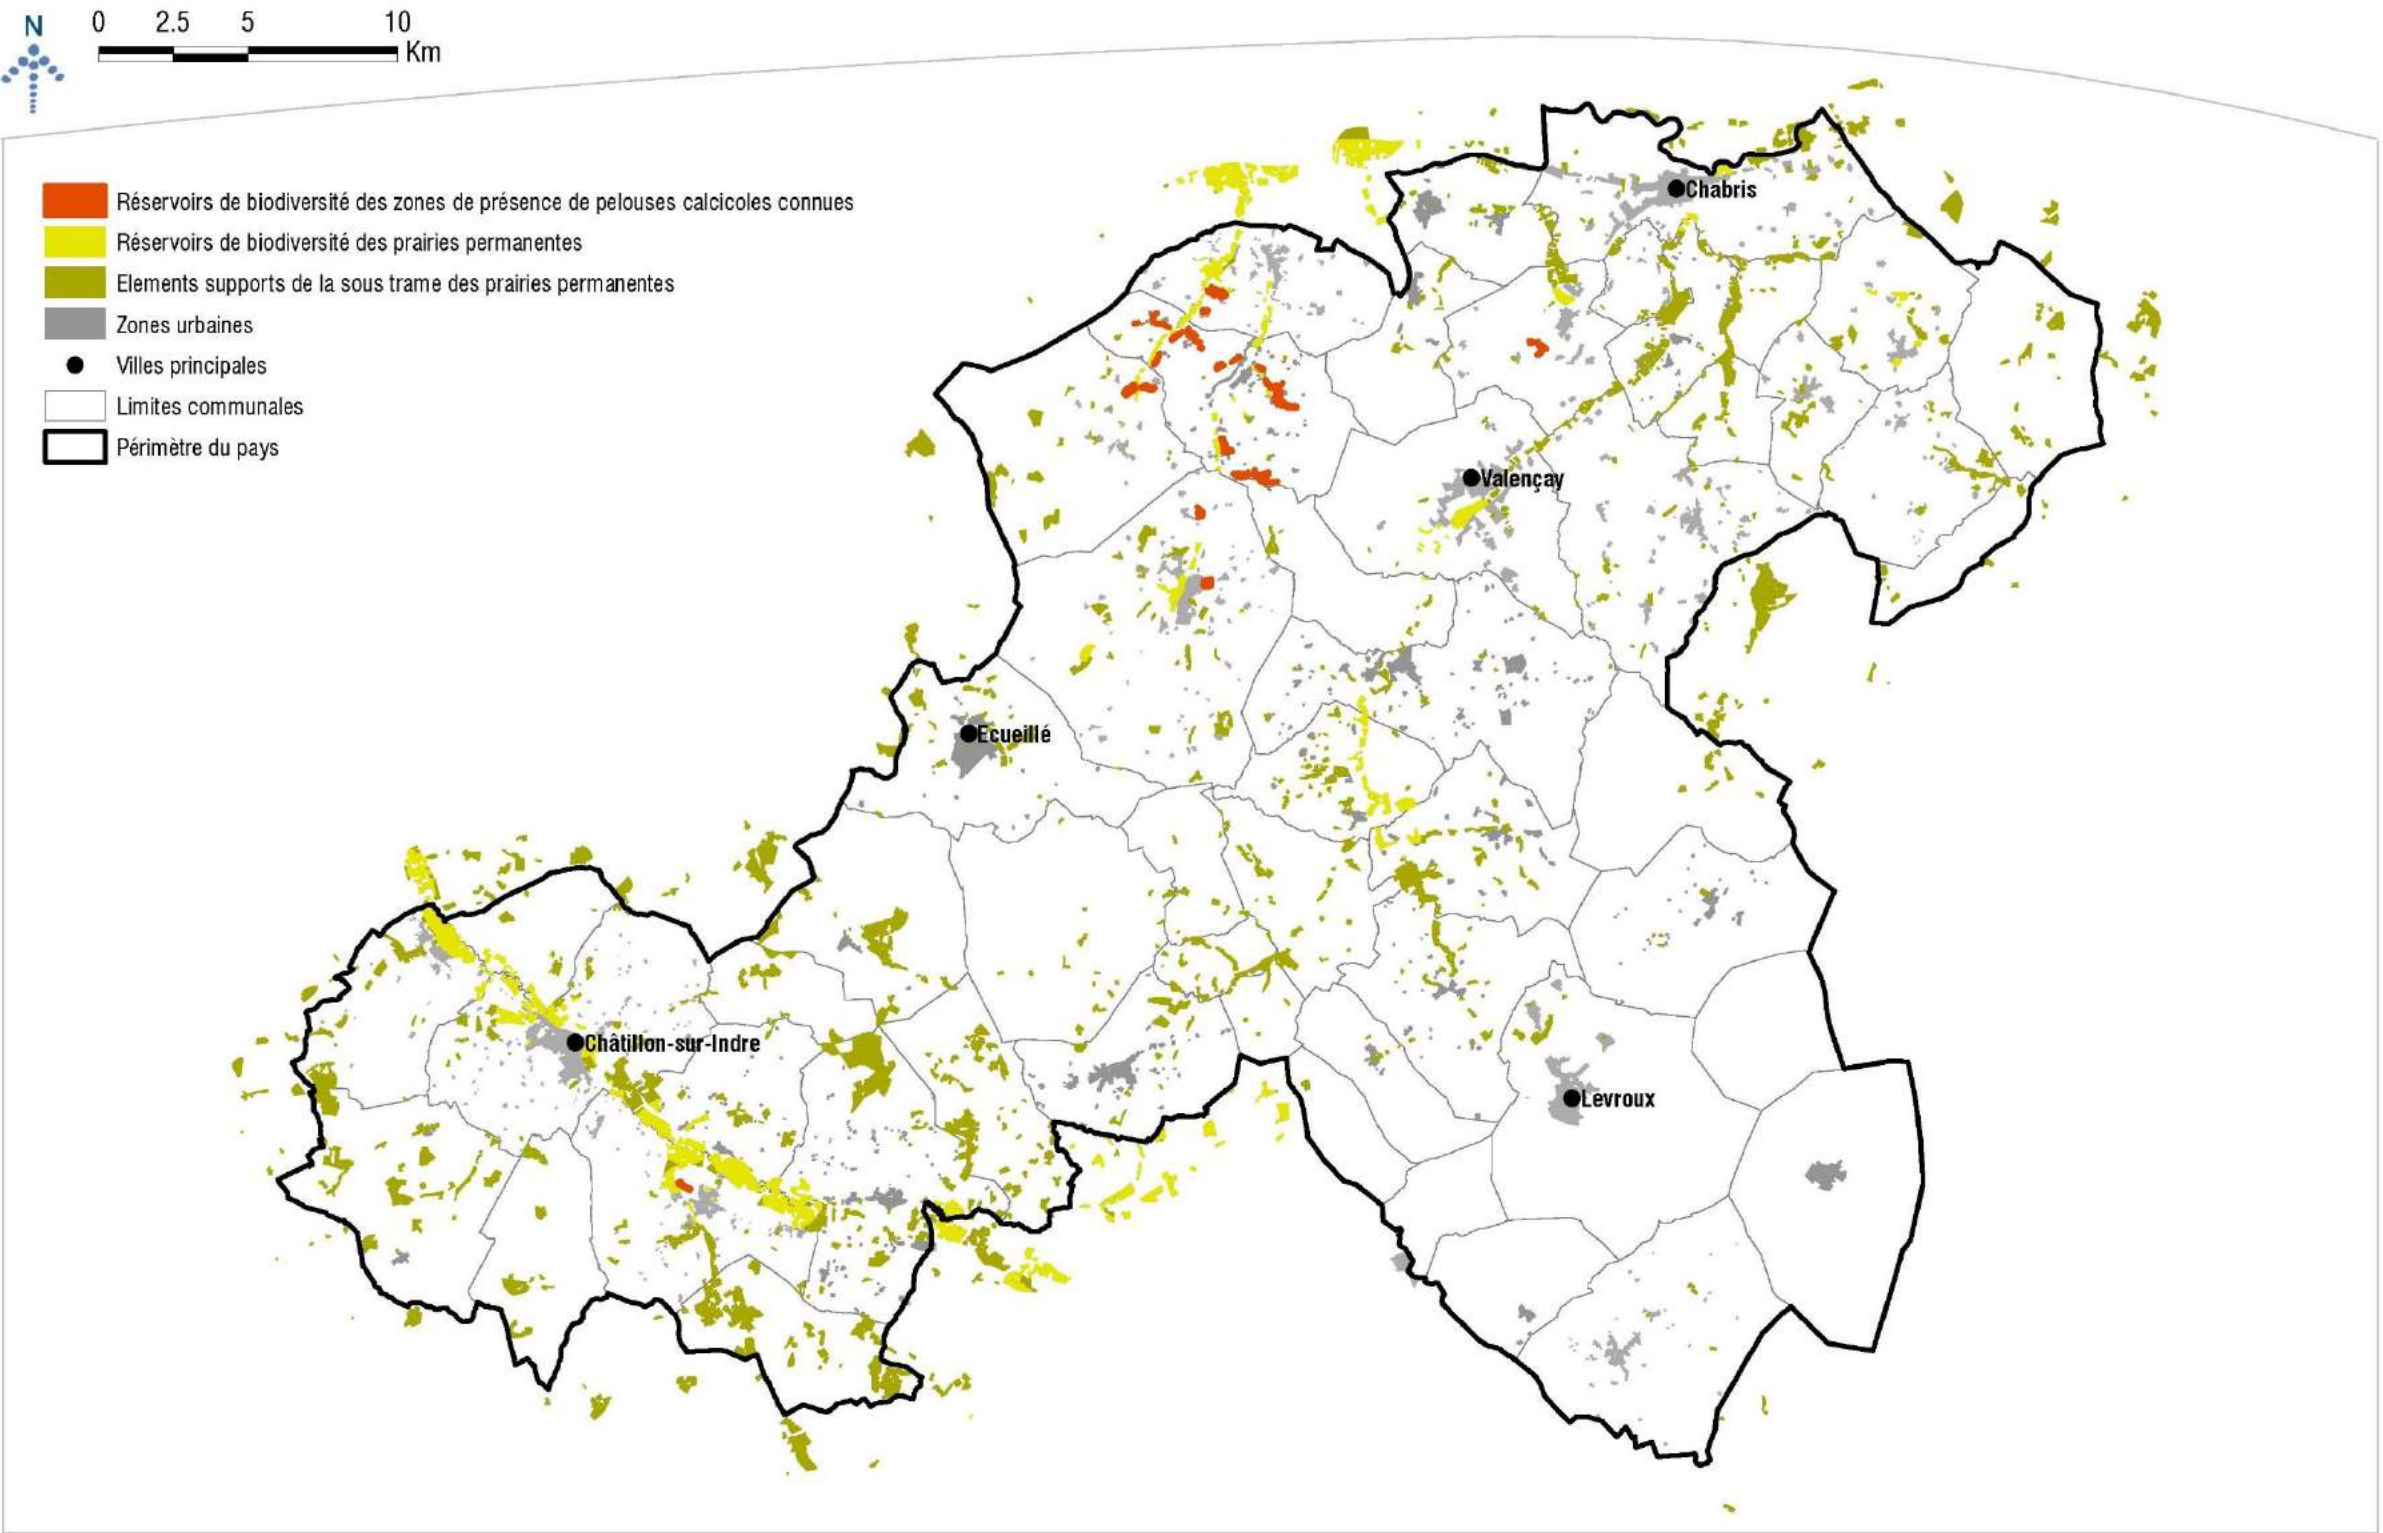 N
0 2.5 5 10
Km
Réservoirs de biodiversité des zones de présence de pelouses calcicoles connues
Réservoirs de biodiversité des prairies permanentes
Elements supports de la sous trame des prairies permanentes
Zones urbaines
Villes principales
Limites communales
Périmètre du pays
Chabris
Valençay
Ecueillé
Châtillon-sur-Indre
Levroux